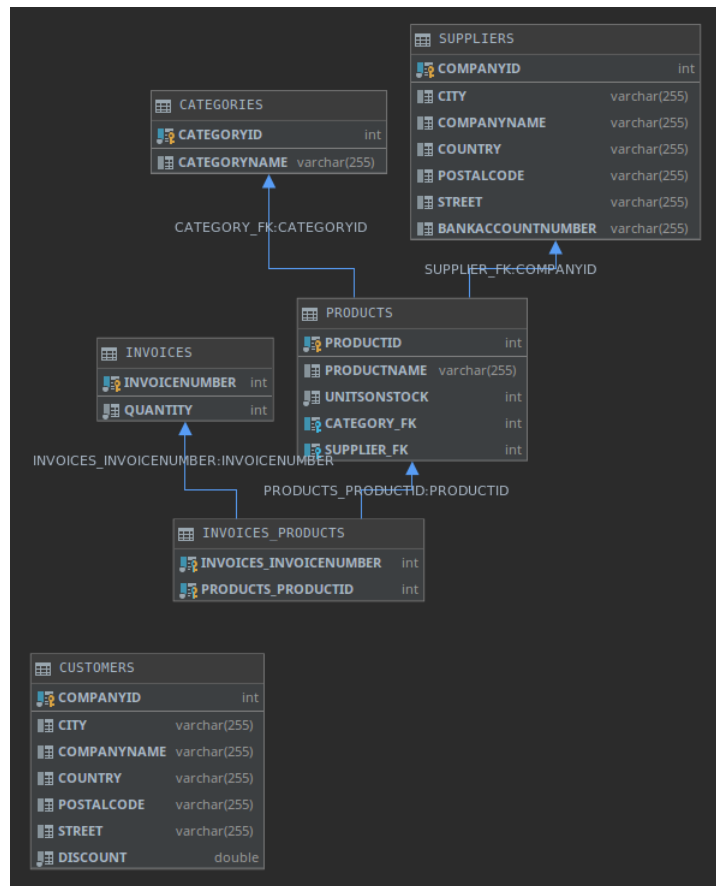 SUPPLIERS
COMPANYID int
CITY varchar(255)
COMPANYNAME varchar(255)
COUNTRY varchar(255)
POSTALCODE varchar(255)
STREET varchar(255)
BANKACCOUNTNUMBER varchar(255)
CATEGORIES
CATEGORYID int
CATEGORYNAME varchar(255)
CATEGORY_FK:CATEGORYID
SUPPLIER_FK:COMPANYID
PRODUCTS
PRODUCTID int
PRODUCTNAME varchar(255)
UNITSONSTOCK int
CATEGORY_FK int
SUPPLIER_FK int
INVOICES
INVOICENUMBER int
QUANTITY int
INVOICES_INVOICENUMBER:INVOICENUMBER
PRODUCTS_PRODUCTID:PRODUCTID
INVOICES_PRODUCTS
INVOICES_INVOICENUMBER int
PRODUCTS_PRODUCTID int
CUSTOMERS
COMPANYID int
CITY varchar(255)
COMPANYNAME varchar(255)
COUNTRY varchar(255)
POSTALCODE varchar(255)
STREET varchar(255)
DISCOUNT double